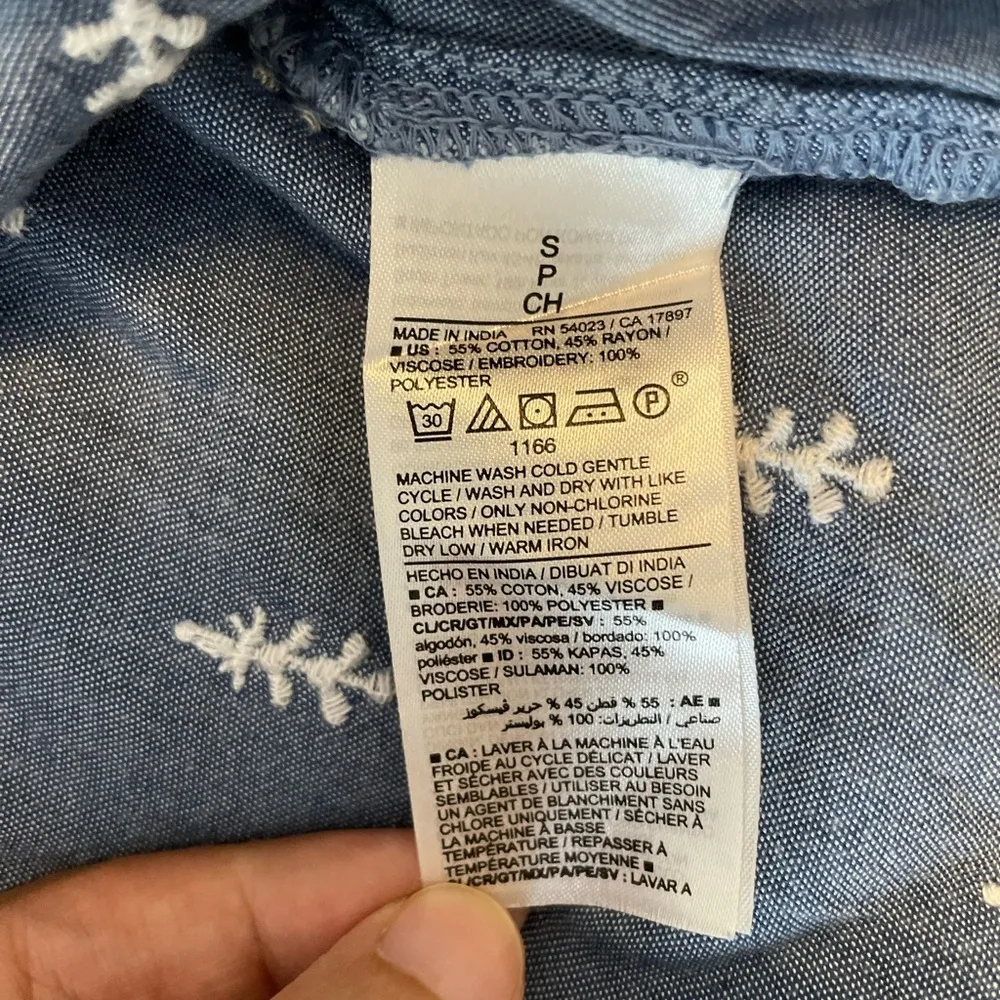 S
P
CH
MADE IN INDIA RN 54023 / CA 17897
■ US : 55% COTTON, 45% RAYON /
VISCOSE / EMBROIDERY: 100%
POLYESTER
30 P ®
1166
MACHINE WASH COLD GENTLE
CYCLE / WASH AND DRY WITH LIKE
COLORS / ONLY NON-CHLORINE
BLEACH WHEN NEEDED / TUMBLE
DRY LOW / WARM IRON
HECHO EN INDIA / DIBUAT DI INDIA
■ CA : 55% COTON, 45% VISCOSE /
BRODERIE: 100% POLYESTER ■
CL/CR/GT/MX/PA/PE/SV : 55%
algodón, 45% viscosa / bordado: 100%
poliéster ■ ID : 55% KAPAS, 45%
VISCOSE / SULAMAN: 100%
POLISTER
■ AE : 55 % قطن 45 % حرير فيسكوز
صناعي / التطريزات: 100 % بوليستر
■ CA : LAVER À LA MACHINE À L'EAU
FROIDE AU CYCLE DÉLICAT / LAVER
ET SÉCHER AVEC DES COULEURS
SEMBLABLES / UTILISER AU BESOIN
UN AGENT DE BLANCHIMENT SANS
CHLORE UNIQUEMENT / SÉCHER À
LA MACHINE À BASSE
TEMPÉRATURE / REPASSER À
TEMPÉRATURE MOYENNE ■
CL/CR/GT/MX/PA/PE/SV : LAVAR A